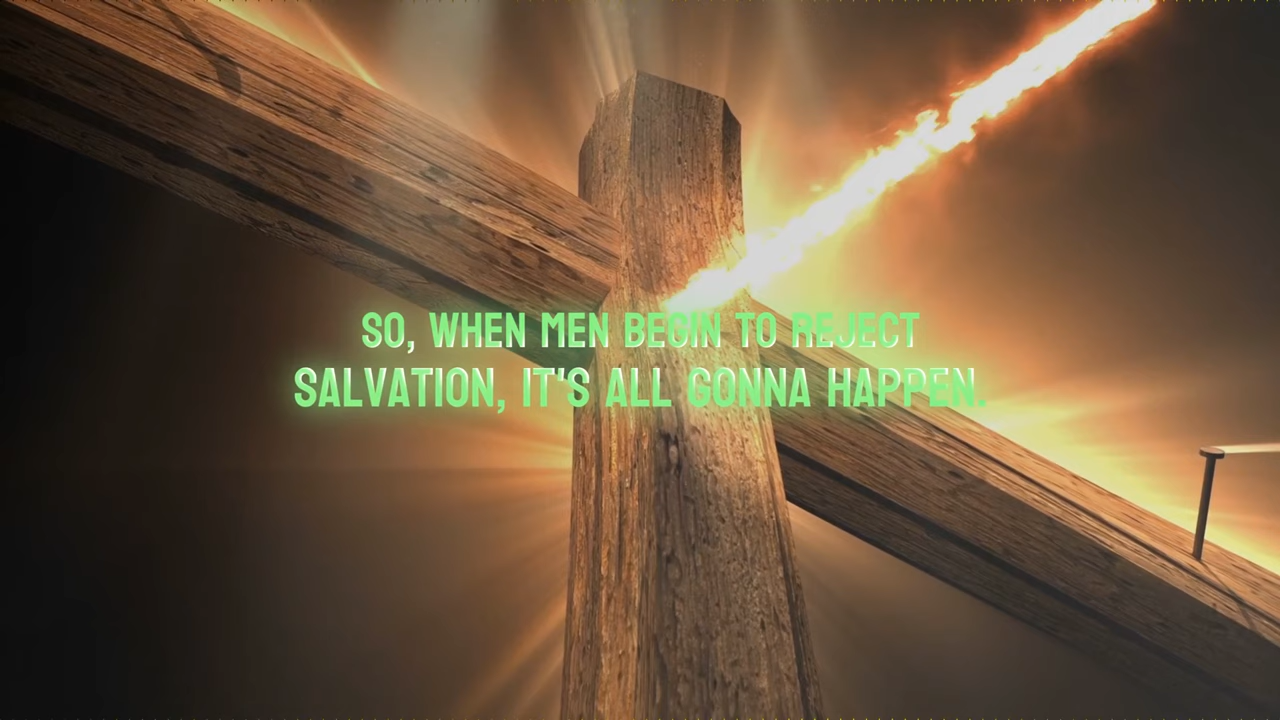 SO, WHEN MEN BEGIN TO REJECT
SALVATION, IT'S ALL GONNA HAPPEN.